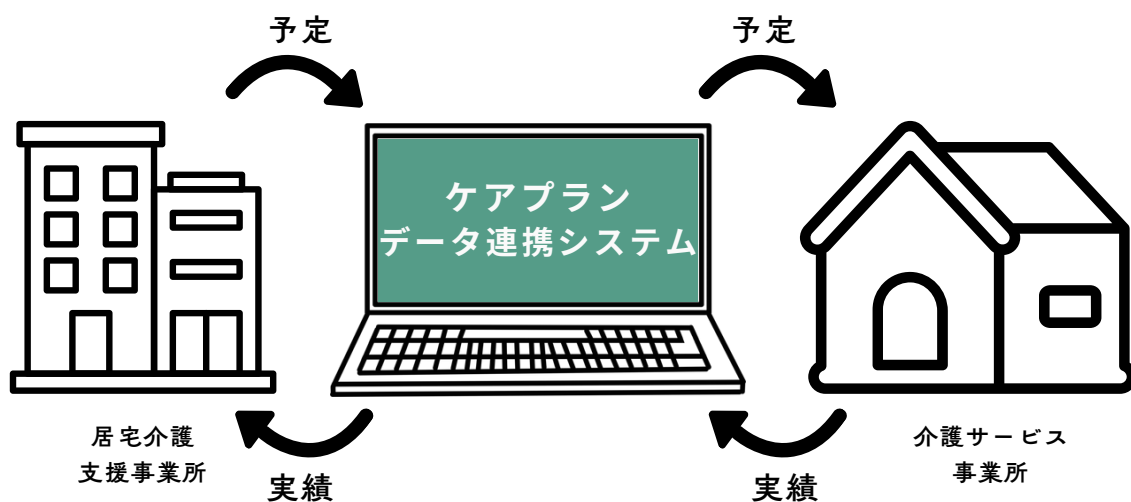 予定
予定
ケアプラン
データ連携システム
居宅介護
支援事業所
介護サービス
事業所
実績
実績